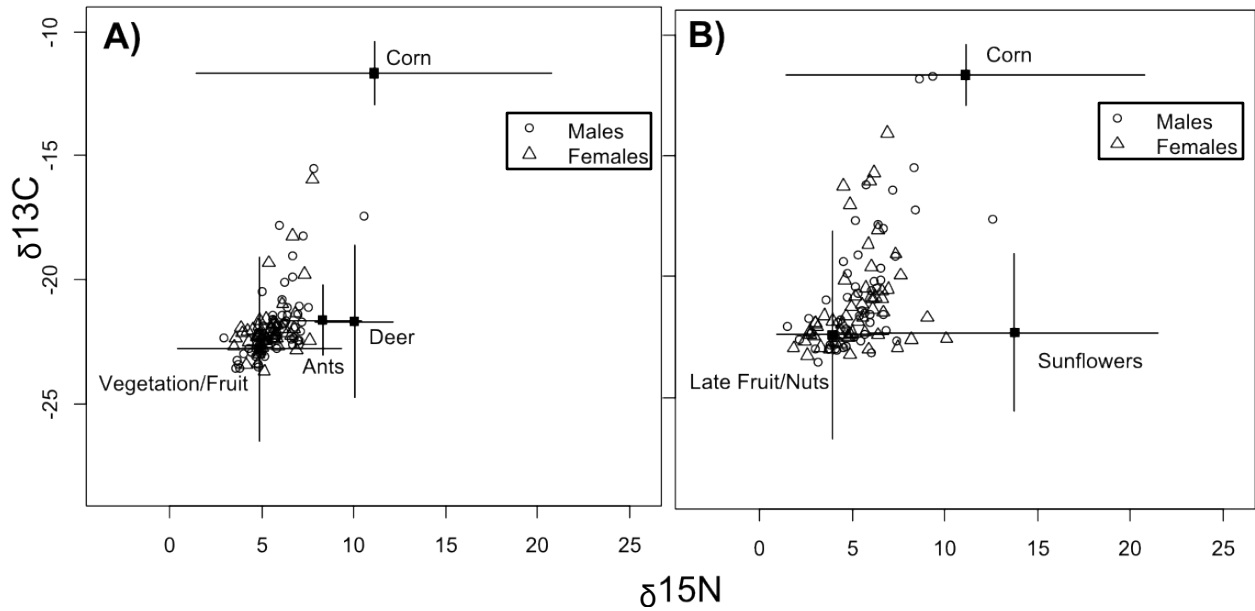 A)
B)
Corn
Corn
Males
Females
Males
Females
Deer
Ants
Vegetation/Fruit
Sunflowers
Late Fruit/Nuts
δ13C
-10
-15
-20
-25
0 5 10 15 20 25
0 5 10 15 20 25
δ15N